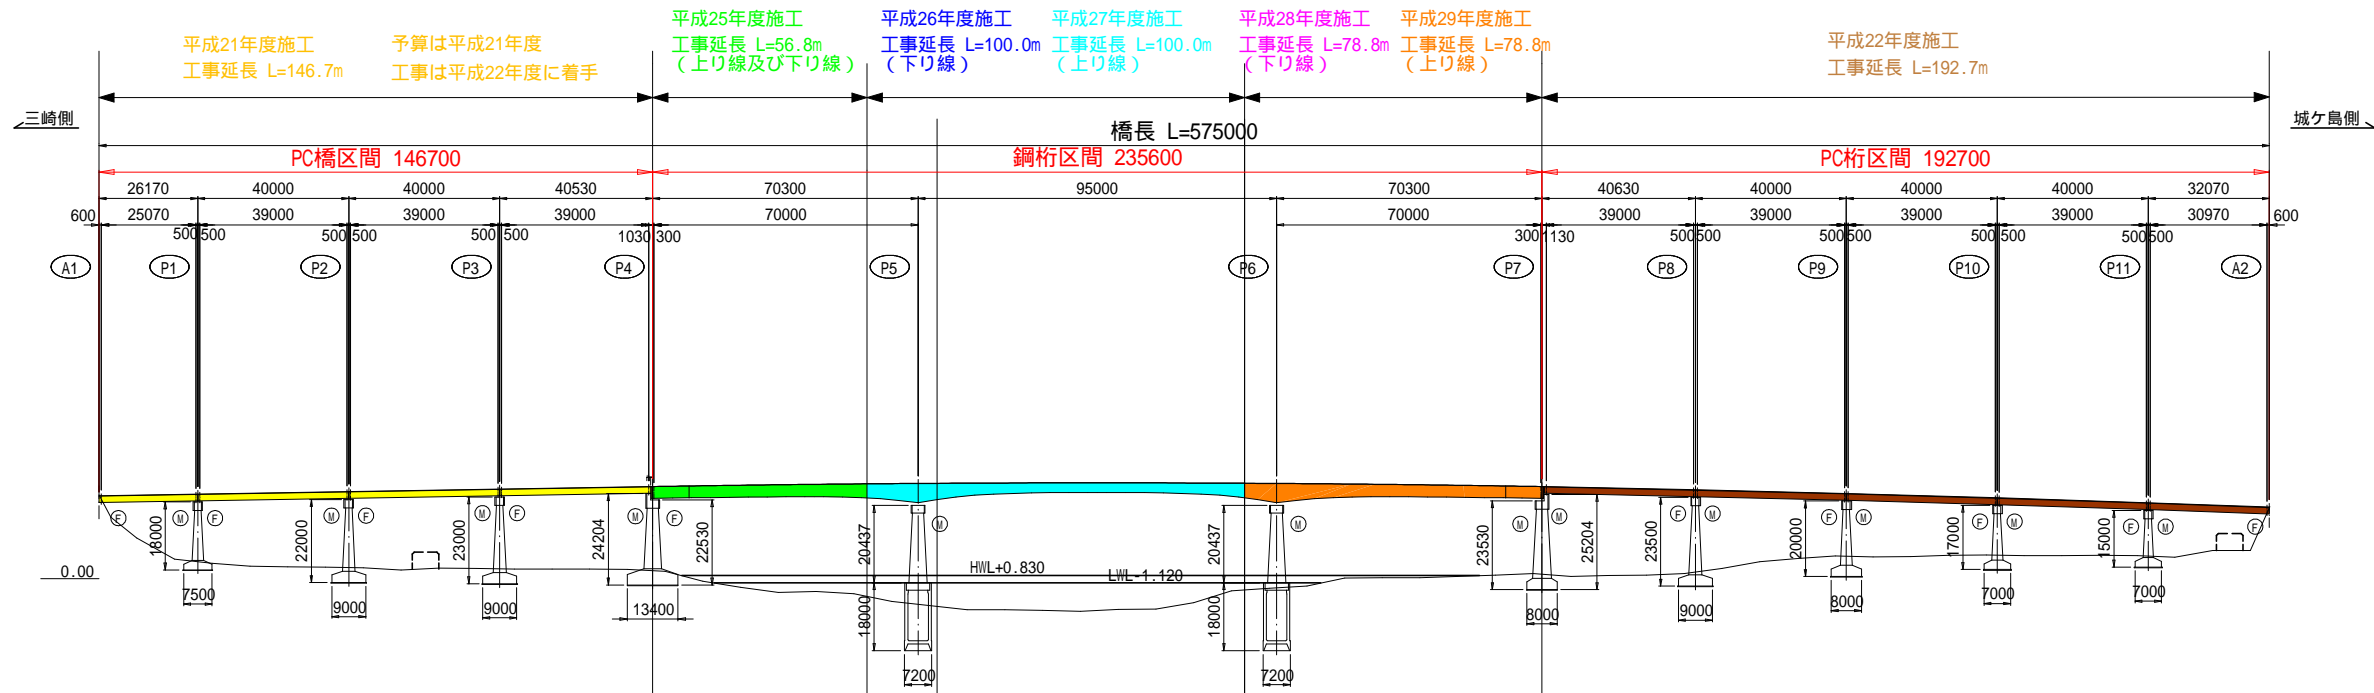 平成21年度施工
工事延長 L=146.7m
予算は平成21年度
工事は平成22年度に着手
平成25年度施工
工事延長 L=56.8m
（上り線及び下り線）
平成26年度施工
工事延長 L=100.0m
（下り線）
平成27年度施工
工事延長 L=100.0m
（上り線）
平成28年度施工
工事延長 L=78.8m
（下り線）
平成29年度施工
工事延長 L=78.8m
（上り線）
平成22年度施工
工事延長 L=192.7m
三崎側
城ケ島側
橋長 L=575000
PC橋区間 146700
鋼桁区間 235600
PC桁区間 192700
26170 40000 40000 40530 70300 95000 70300 40630 40000 40000 40000 32070
600 25070 39000 39000 39000 70000 70000 39000 39000 39000 39000 30970 600
500 500 500 500 500 500 1030 300 300 1130 500 500 500 500 500 500 500 500
A1 P1 P2 P3 P4 P5 P6 P7 P8 P9 P10 P11 A2
F M F M F M F M F M M M M F M F M F M F M F
18000 22000 23000 24204 22530 20437 20437 23530 25204 23500 20000 17000 15000
0.00
HWL+0.830
LWL-1.120
18000 18000
7500 9000 9000 13400 7200 7200 8000 9000 8000 7000 7000